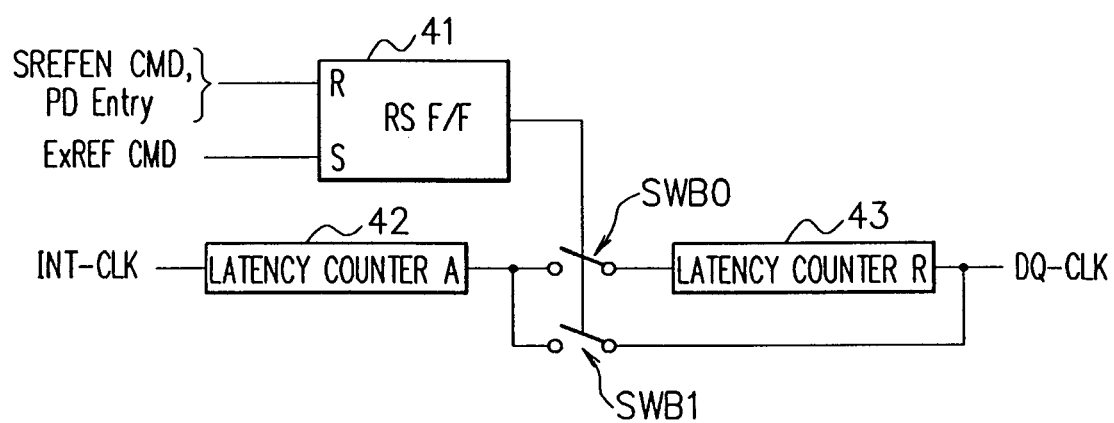 41
SREFEN CMD,
PD Entry
R
RS F/F
ExREF CMD
S
SWB0
42
43
INT-CLK
LATENCY COUNTER A
LATENCY COUNTER R
DQ-CLK
SWB1